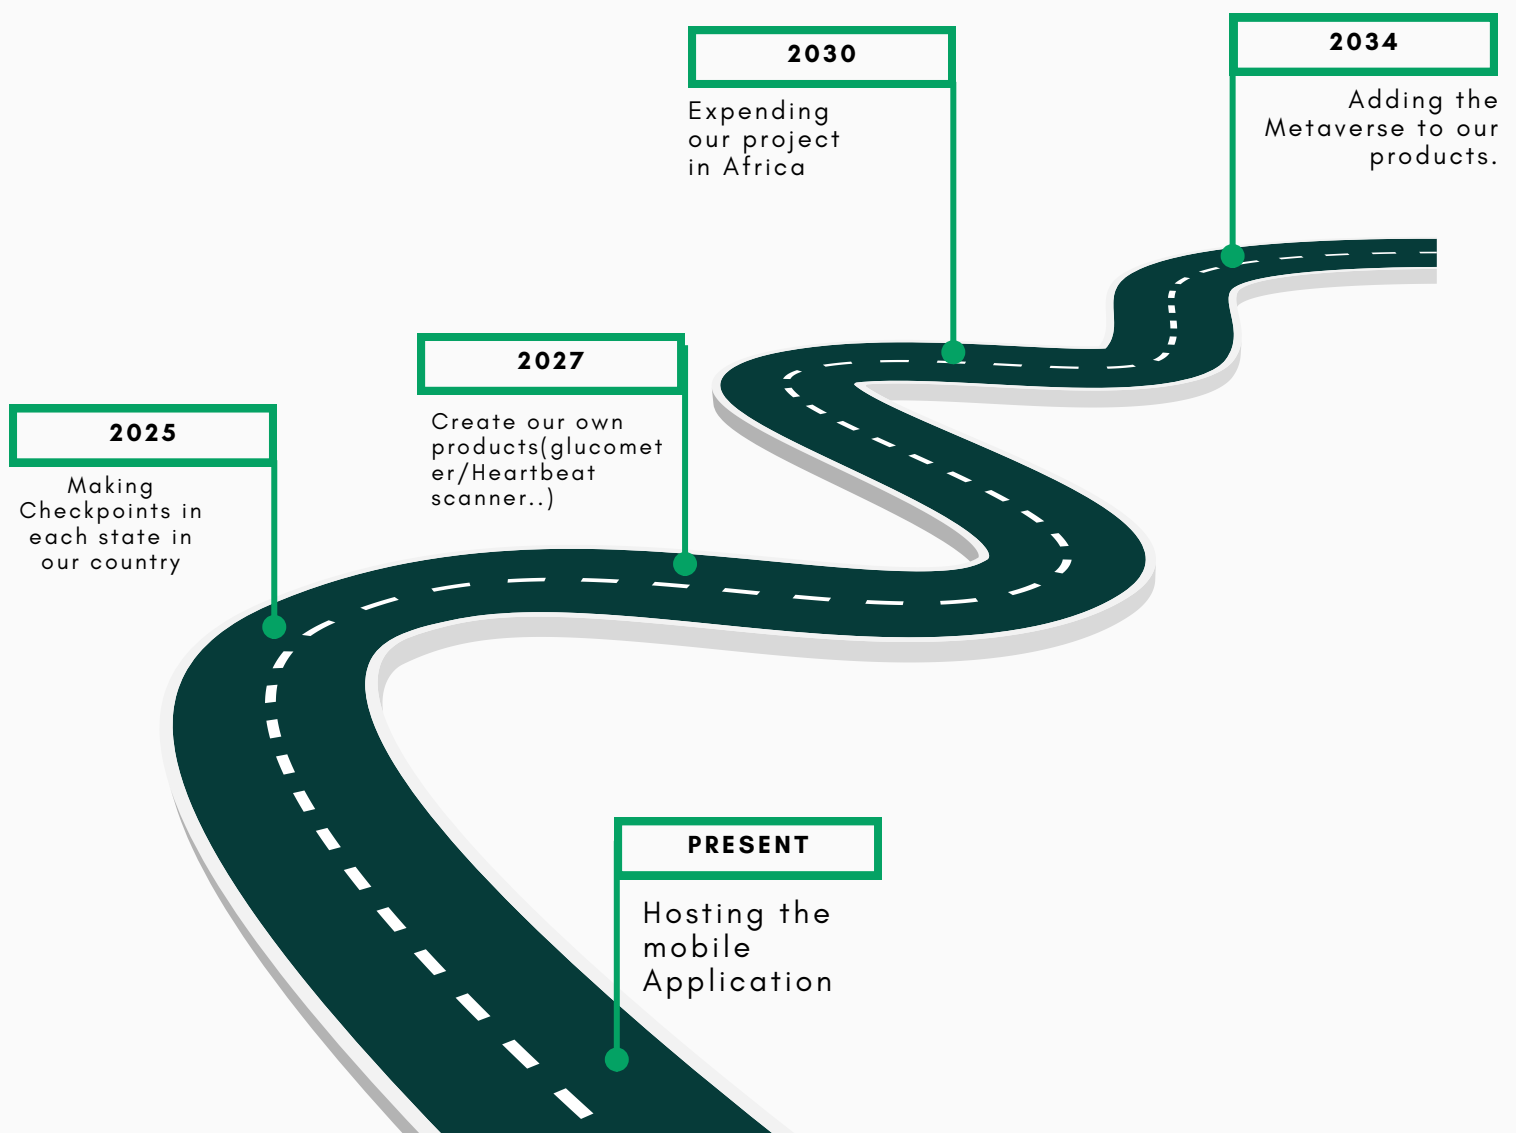 2030
Expending
our project
in Africa
2034
Adding the
Metaverse to our
products.
2027
Create our own
products(glucomet
er/Heartbeat
scanner..)
2025
Making
Checkpoints in
each state in
our country
PRESENT
Hosting the
mobile
Application